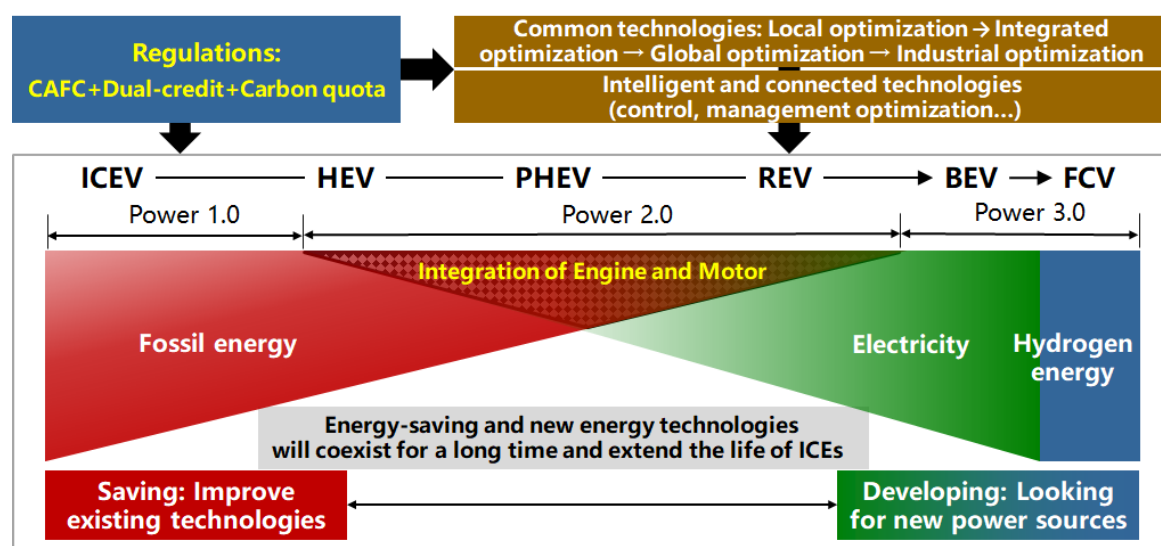 Regulations:
CAFC+Dual-credit+Carbon quota
Common technologies: Local optimization → Integrated
optimization → Global optimization → Industrial optimization
Intelligent and connected technologies
(control, management optimization...)
ICEV
HEV
PHEV
REV
BEV
FCV
Power 1.0
Power 2.0
Power 3.0
Integration of Engine and Motor
Fossil energy
Electricity
Hydrogen
energy
Energy-saving and new energy technologies
will coexist for a long time and extend the life of ICEs
Saving: Improve
existing technologies
Developing: Looking
for new power sources